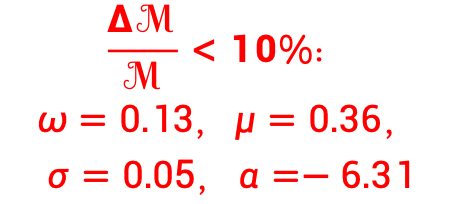 Δℳ/ℳ < 10%:
ω = 0.13, μ = 0.36,
σ = 0.05, α =− 6.31